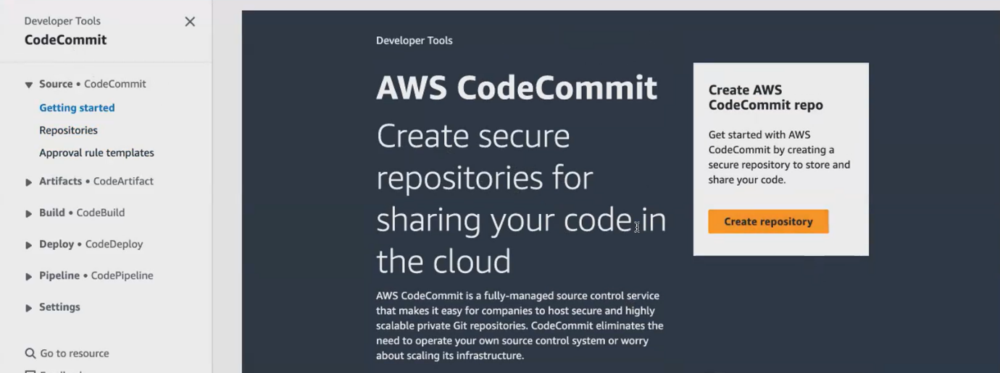 Developer Tools
CodeCommit
Source • CodeCommit
Getting started
Repositories
Approval rule templates
Artifacts • CodeArtifact
Build • CodeBuild
Deploy • CodeDeploy
Pipeline • CodePipeline
Settings
Go to resource
Developer Tools
AWS CodeCommit
Create secure
repositories for
sharing your code in
the cloud
AWS CodeCommit is a fully-managed source control service
that makes it easy for companies to host secure and highly
scalable private Git repositories. CodeCommit eliminates the
need to operate your own source control system or worry
about scaling its infrastructure.
Create AWS
CodeCommit repo
Get started with AWS
CodeCommit by creating a
secure repository to store and
share your code.
Create repository